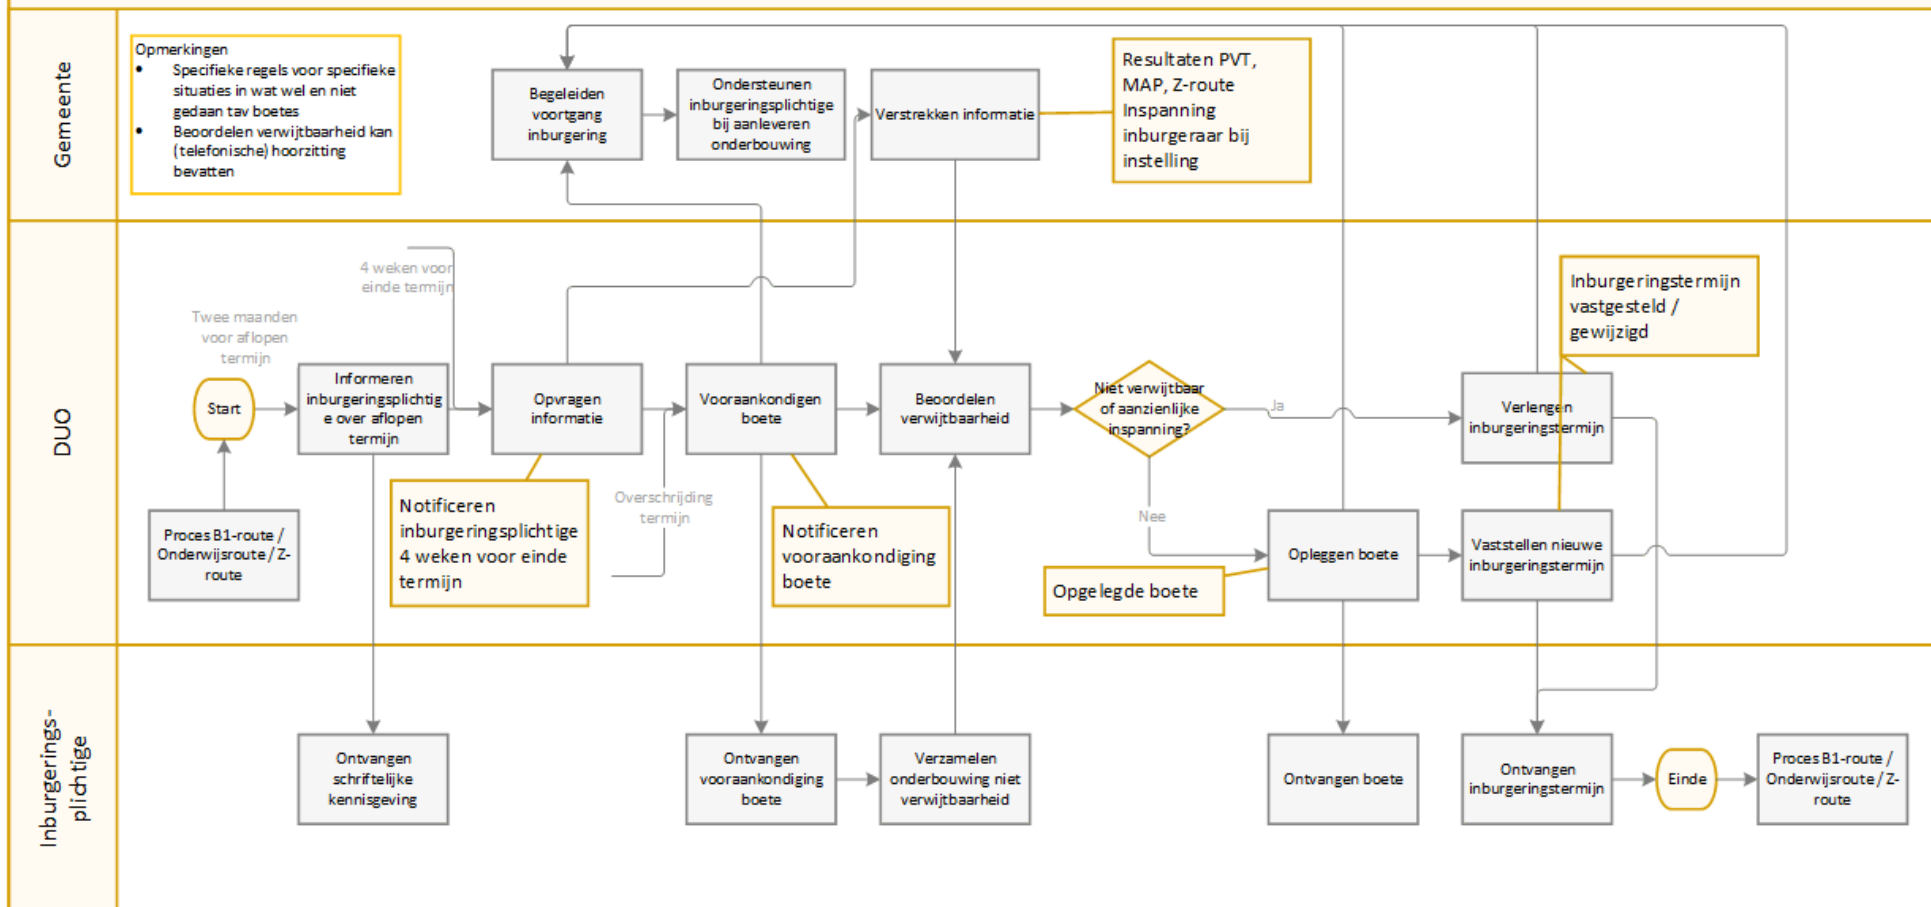 Gemeente
Opmerkingen
• Specifieke regels voor specifieke
situaties in wat wel en niet
gedaan tav boetes
• Beoordelen verwijtbaarheid kan
(telefonische) hoorzitting
bevatten
Begeleiden
voortgang
inburgering
Ondersteunen
inburgeringsplichtige
bij aanleveren
onderbouwing
Verstrekken informatie
Resultaten PVT,
MAP, Z-route
Inspanning
inburgeraar bij
instelling
DUO
4 weken voor
einde termijn
Twee maanden
voor aflopen
termijn
Start
Informeren
inburgeringsplichtig
e over aflopen
termijn
Opvragen
informatie
Vooraankondigen
boete
Beoordelen
verwijtbaarheid
Niet verwijtbaar
of aanzienlijke
inspanning?
Ja
Nee
Verlengen
inburgeringstermijn
Inburgeringstermijn
vastgesteld /
gewijzigd
Proces B1-route /
Onderwijsroute / Z-
route
Notificeren
inburgeringsplichtige
4 weken voor einde
termijn
Overschrijding
termijn
Notificeren
vooraankondiging
boete
Opgelegde boete
Opleggen boete
Vaststellen nieuwe
inburgeringstermijn
Inburgerings-
plichtige
Ontvangen
schriftelijke
kennisgeving
Ontvangen
vooraankondiging
boete
Verzamelen
onderbouwing niet
verwijtbaarheid
Ontvangen boete
Ontvangen
inburgeringstermijn
Einde
Proces B1-route /
Onderwijsroute / Z-
route